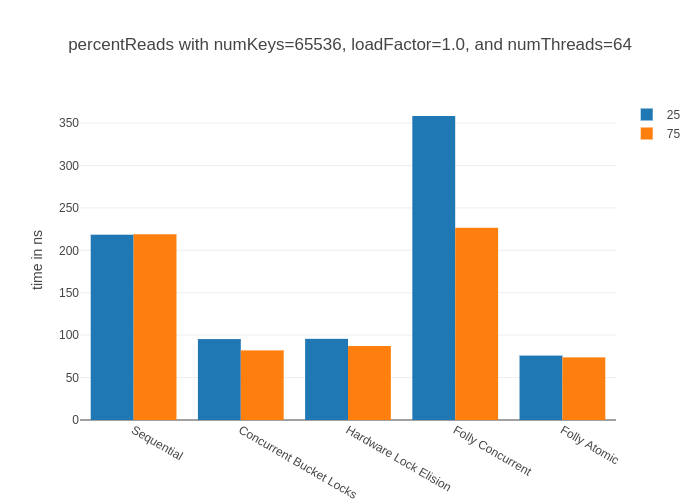 percentReads with numKeys=65536, loadFactor=1.0, and numThreads=64
25
75
time in ns
350
300
250
200
150
100
50
0
Sequential
Concurrent Bucket Locks
Hardware Lock Elision
Folly Concurrent
Folly Atomic